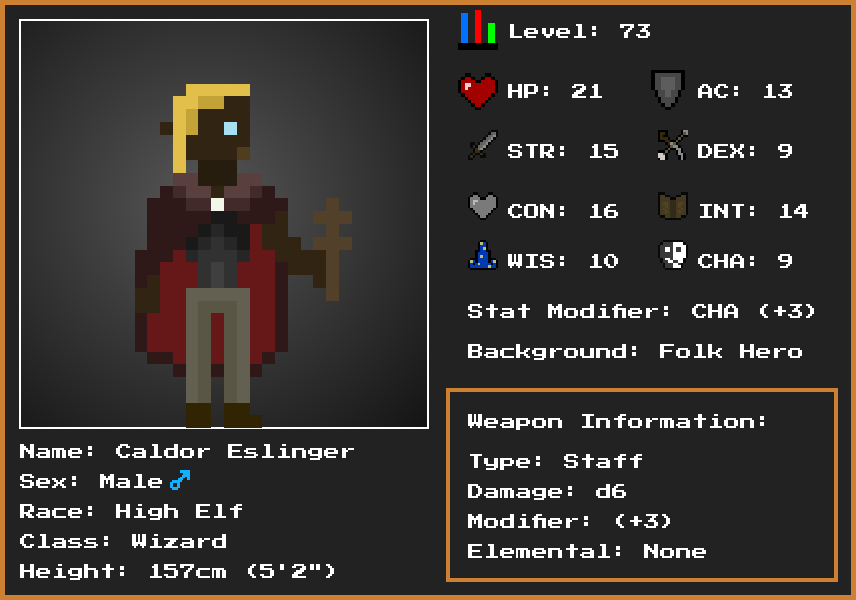 Level: 73
HP: 21 AC: 13
STR: 15 DEX: 9
CON: 16 INT: 14
WIS: 10 CHA: 9
Stat Modifier: CHA (+3)
Background: Folk Hero
Weapon Information:
Type: Staff
Damage: d6
Modifier: (+3)
Elemental: None
Name: Caldor Eslinger
Sex: Male♂
Race: High Elf
Class: Wizard
Height: 157cm (5'2")